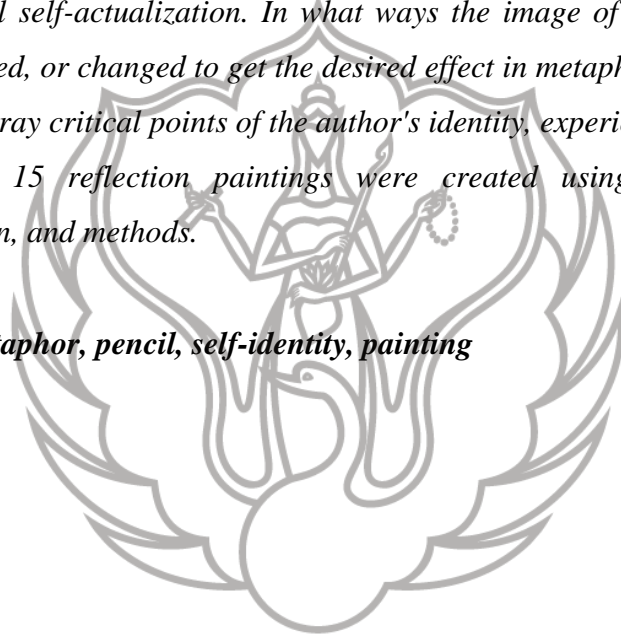 l self-actualization. In what ways the image of
ed, or changed to get the desired effect in metaph
ray critical points of the author's identity, experi
15 reflection paintings were created using
n, and methods.
taphor, pencil, self-identity, painting